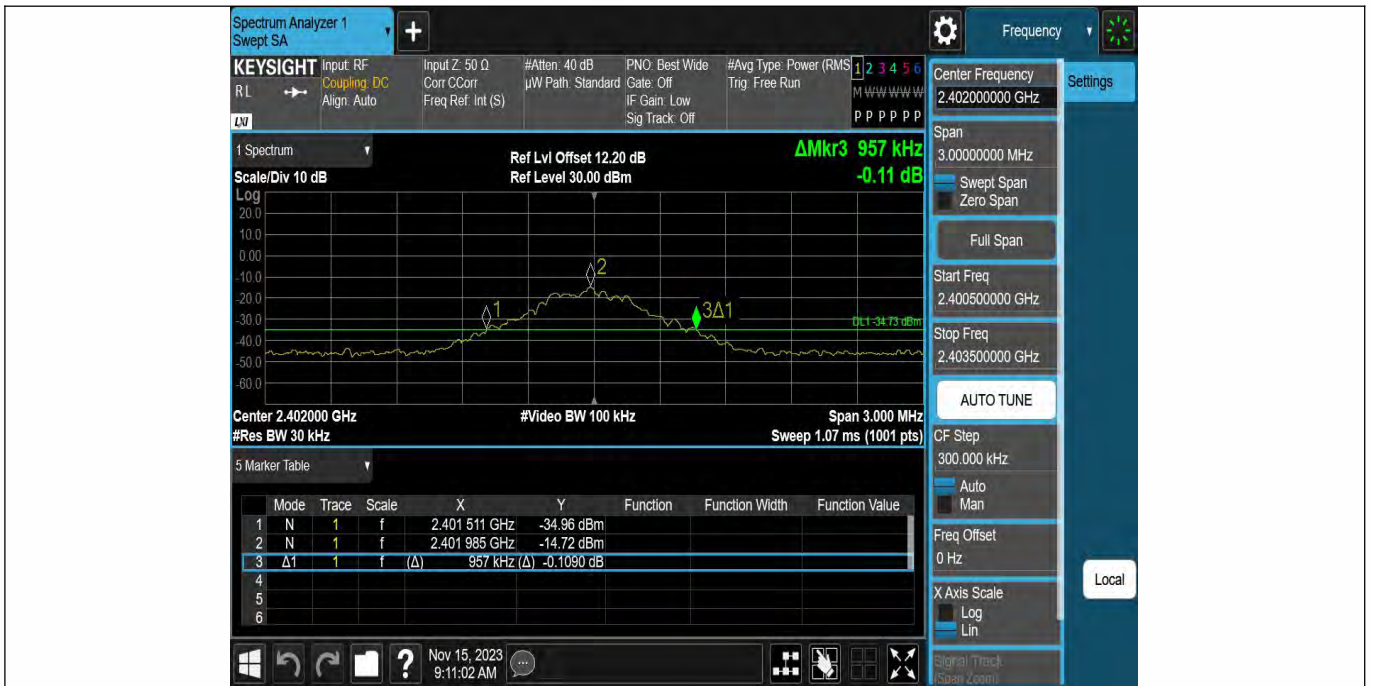 Spectrum Analyzer 1
Swept SA
+
Frequency
KEYSIGHT
RL
LXI
Input: RF
Coupling: DC
Align: Auto
Input Z: 50 Ω
Corr CCorr
Freq Ref: Int (S)
#Atten: 40 dB
µW Path: Standard
PNO: Best Wide
Gate: Off
IF Gain: Low
Sig Track: Off
#Avg Type: Power (RMS
Trig: Free Run
1 2 3 4 5 6
M W W W W W
P P P P P P
1 Spectrum
Scale/Div 10 dB
Log
Ref Lvl Offset 12.20 dB
Ref Level 30.00 dBm
ΔMkr3 957 kHz
-0.11 dB
20.0
10.0
0.00
-10.0
-20.0
-30.0
-40.0
-50.0
-60.0
2
1
3Δ1
DL1 -34.73 dBm
Center 2.402000 GHz
#Video BW 100 kHz
Span 3.000 MHz
#Res BW 30 kHz
Sweep 1.07 ms (1001 pts)
5 Marker Table
Mode Trace Scale X Y Function Function Width Function Value
1 N 1 f 2.401 511 GHz -34.96 dBm
2 N 1 f 2.401 985 GHz -14.72 dBm
3 Δ1 1 f (Δ) 957 kHz (Δ) -0.1090 dB
4
5
6
?
Nov 15, 2023
9:11:02 AM
Center Frequency
2.402000000 GHz
Settings
Span
3.00000000 MHz
Swept Span
Zero Span
Full Span
Start Freq
2.400500000 GHz
Stop Freq
2.403500000 GHz
AUTO TUNE
CF Step
300.000 kHz
Auto
Man
Freq Offset
0 Hz
X Axis Scale
Log
Lin
Local
Signal Track
(Span Zoom)